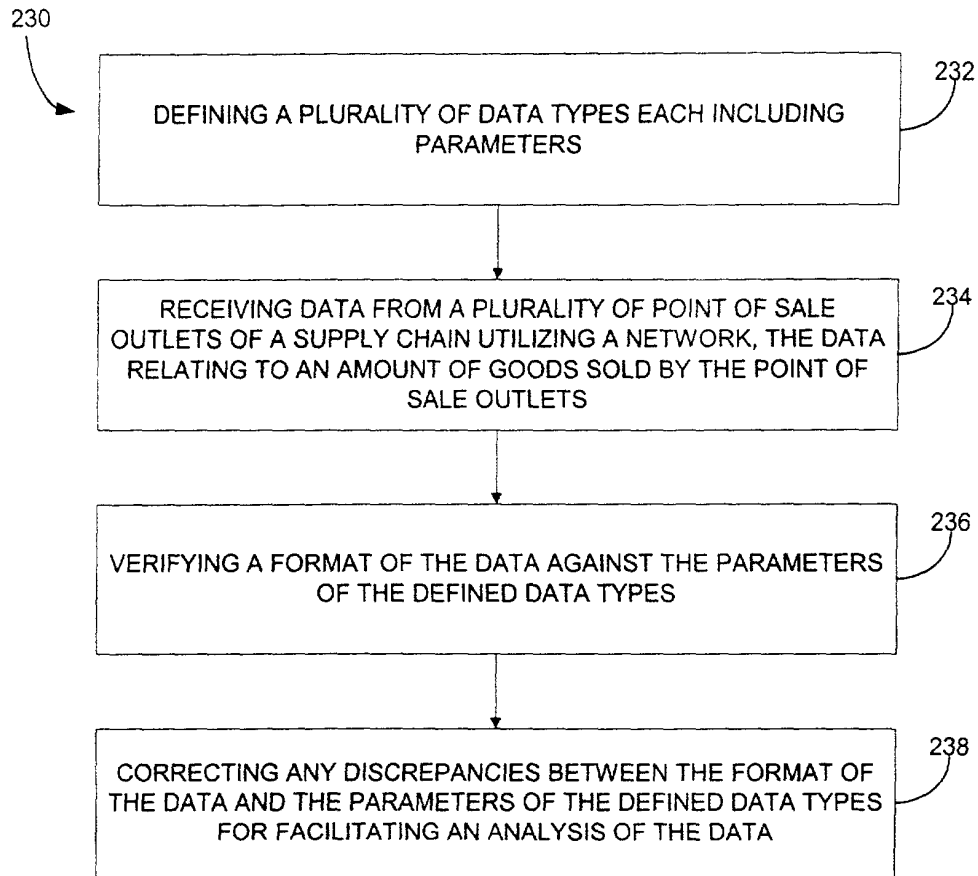 230
232
DEFINING A PLURALITY OF DATA TYPES EACH INCLUDING
PARAMETERS
234
RECEIVING DATA FROM A PLURALITY OF POINT OF SALE
OUTLETS OF A SUPPLY CHAIN UTILIZING A NETWORK, THE DATA
RELATING TO AN AMOUNT OF GOODS SOLD BY THE POINT OF
SALE OUTLETS
236
VERIFYING A FORMAT OF THE DATA AGAINST THE PARAMETERS
OF THE DEFINED DATA TYPES
238
CORRECTING ANY DISCREPANCIES BETWEEN THE FORMAT OF
THE DATA AND THE PARAMETERS OF THE DEFINED DATA TYPES
FOR FACILITATING AN ANALYSIS OF THE DATA